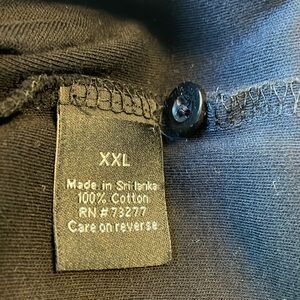 XXL
Made in Sri lanka
100% Cotton
RN # 73277
Care on reverse